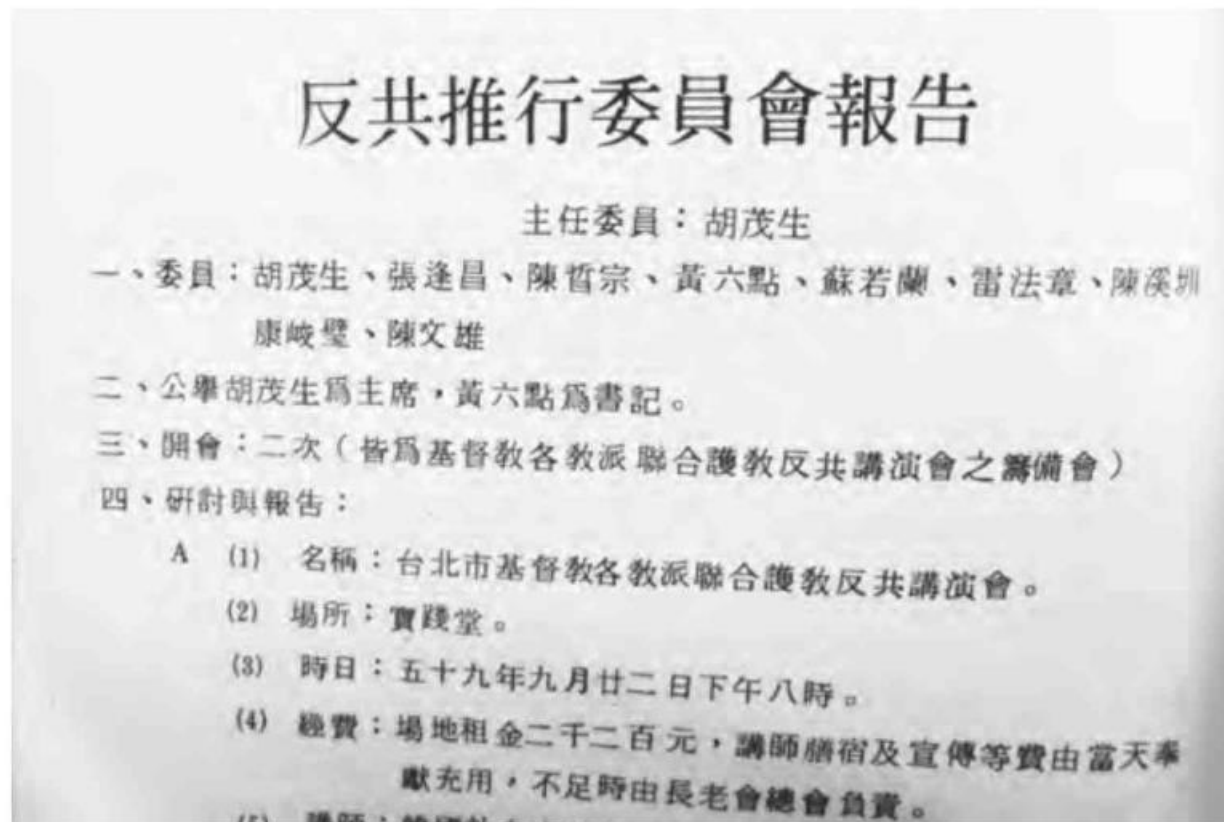 反共推行委員會報告
主任委員：胡茂生
一、委員：胡茂生、張逢昌、陳哲宗、黃六點、蘇若蘭、雷法章、陳溪圳
康峻璧、陳文雄
二、公舉胡茂生爲主席，黃六點爲書記。
三、開會：二次（皆爲基督教各教派聯合護教反共講演會之籌備會）
四、研討與報告：
A (1) 名稱：台北市基督教各教派聯合護教反共講演會。
(2) 場所：實踐堂。
(3) 時日：五十九年九月廿二日下午八時。
(4) 經費：場地租金二千二百元，講師膳宿及宣傳等費由當天奉
獻充用，不足時由長老會總會負責。
(5) 講師：韓國